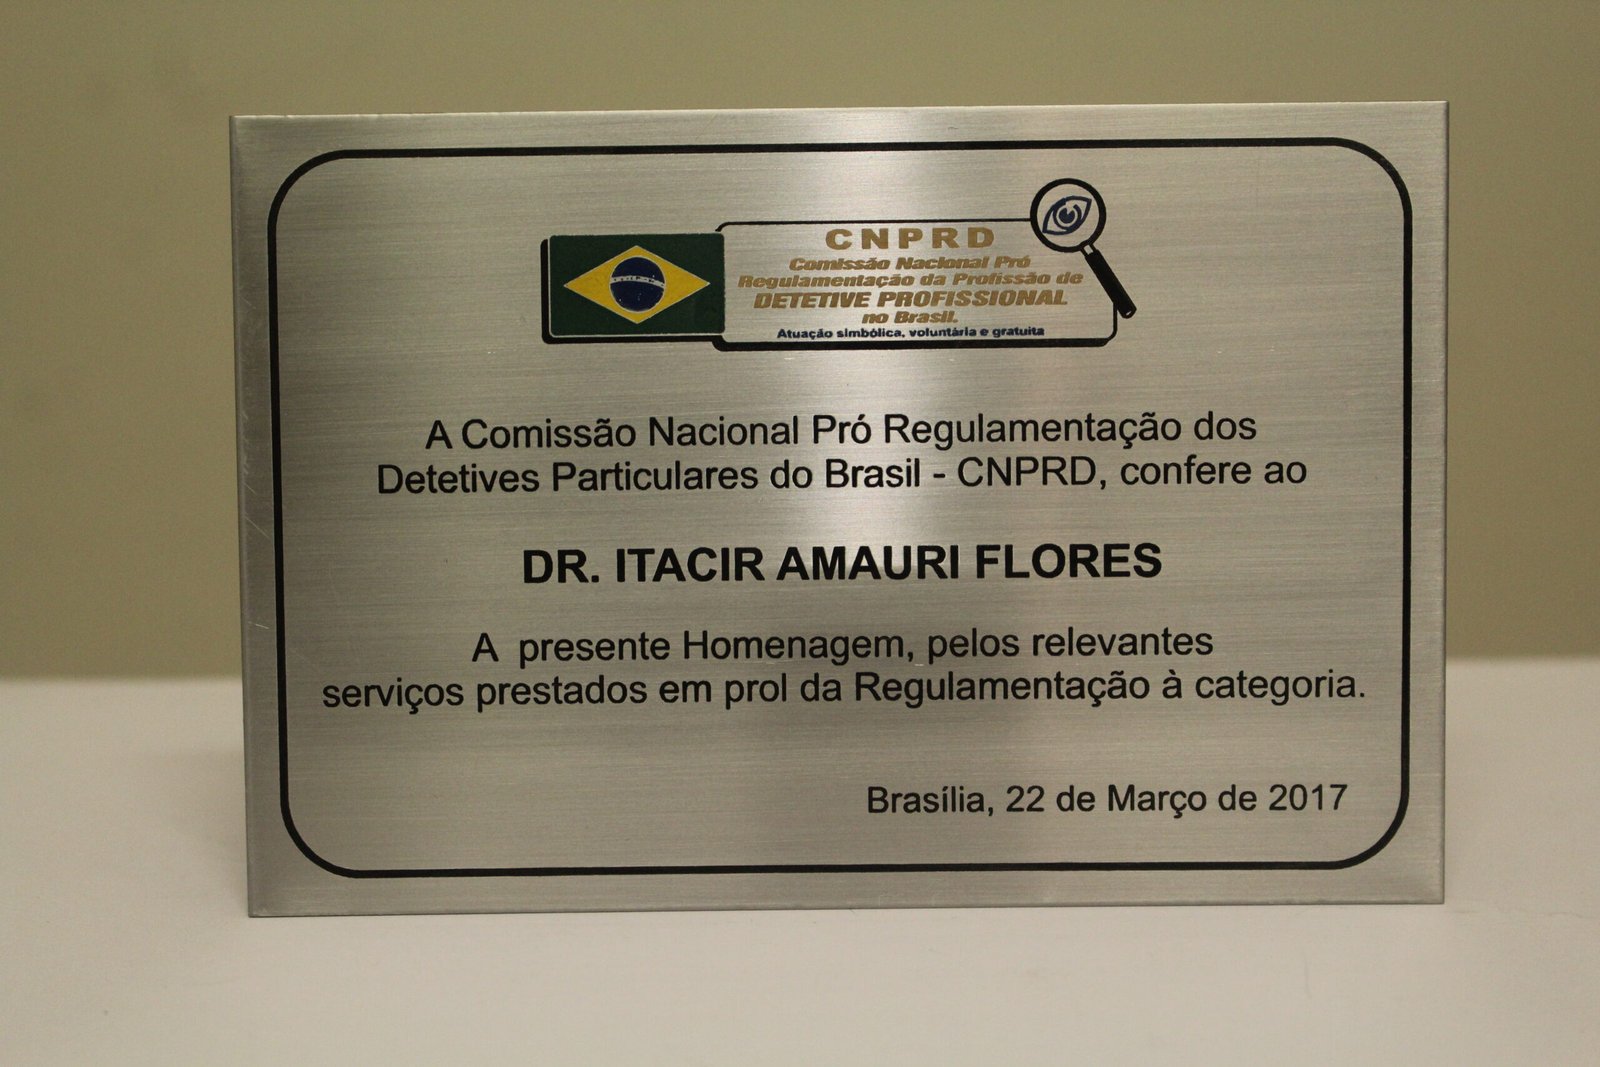 CNPRD
Comissão Nacional Pró
Regulamentação da Profissão de
DETETIVE PROFISSIONAL
no Brasil.
Atuação simbólica, voluntária e gratuita
A Comissão Nacional Pró Regulamentação dos
Detetives Particulares do Brasil - CNPRD, confere ao
DR. ITACIR AMAURI FLORES
A presente Homenagem, pelos relevantes
serviços prestados em prol da Regulamentação à categoria.
Brasília, 22 de Março de 2017